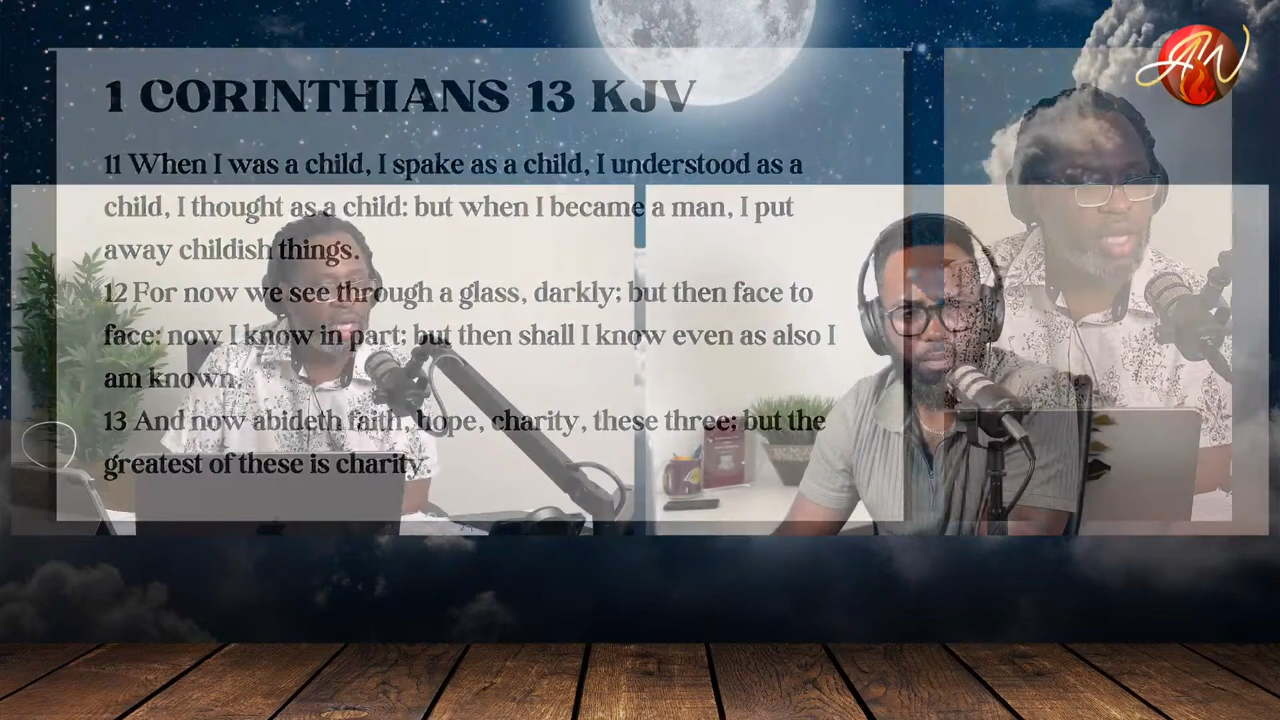 AW
1 CORINTHIANS 13 KJV
11 When I was a child, I spake as a child, I understood as a
child, I thought as a child: but when I became a man, I put
away childish things.
12 For now we see through a glass, darkly; but then face to
face: now I know in part; but then shall I know even as also I
am known.
13 And now abideth faith, hope, charity, these three; but the
greatest of these is charity.